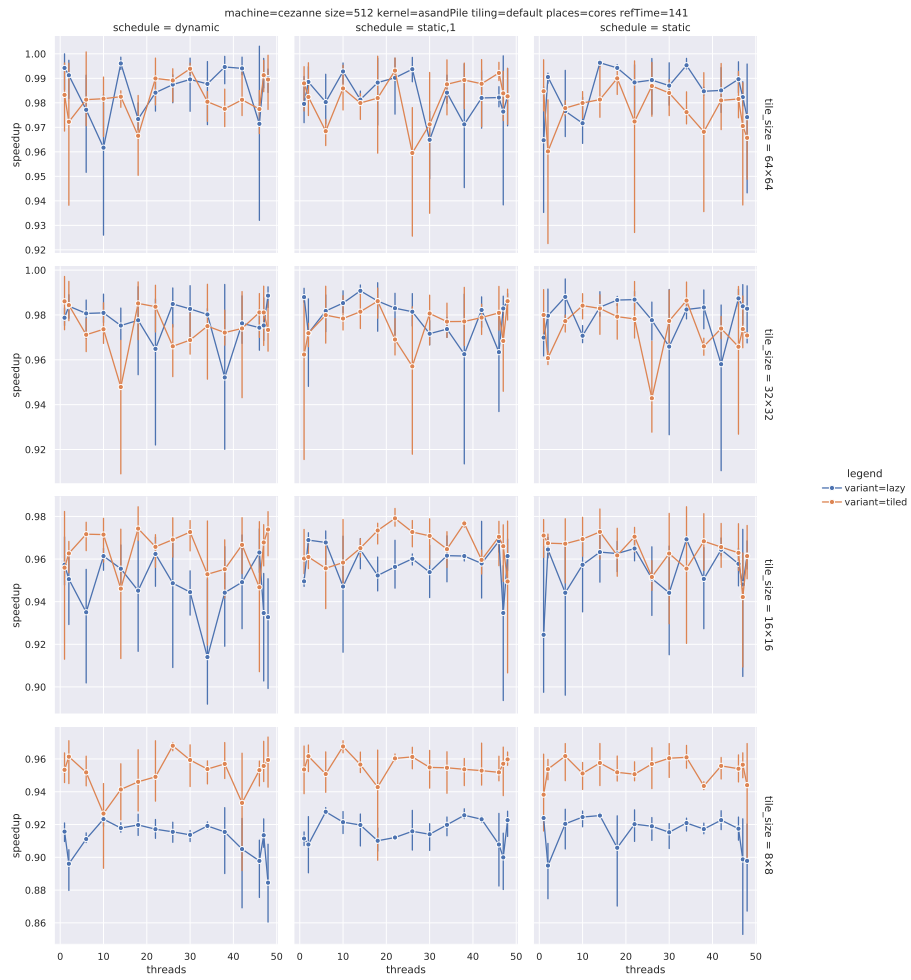 machine=cezanne size=512 kernel=asandPile tiling=default places=cores refTime=141
schedule = dynamic
schedule = static,1
schedule = static
1.00
0.99
0.98
0.97
0.96
0.95
0.94
0.93
0.92
speedup
tile_size = 64×64
1.00
0.98
0.96
0.94
0.92
speedup
tile_size = 32×32
legend
variant=lazy
variant=tiled
0.98
0.96
0.94
0.92
0.90
speedup
tile_size = 16×16
0.96
0.94
0.92
0.90
0.88
0.86
speedup
tile_size = 8×8
0 10 20 30 40 50
0 10 20 30 40 50
0 10 20 30 40 50
threads
threads
threads